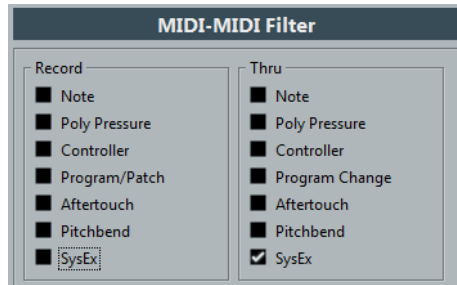 MIDI-MIDI Filter
Record
Note
Poly Pressure
Controller
Program/Patch
Aftertouch
Pitchbend
SysEx
Thru
Note
Poly Pressure
Controller
Program Change
Aftertouch
Pitchbend
SysEx